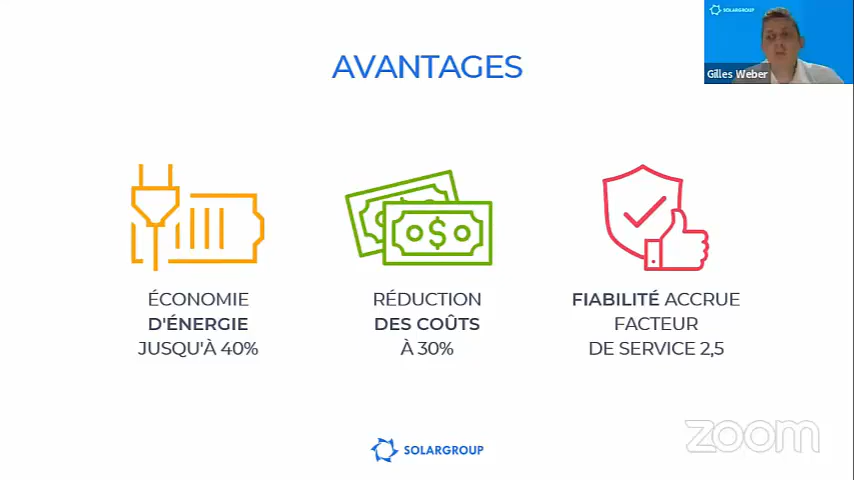 SOLARGROUP
Gilles Weber
AVANTAGES
ÉCONOMIE
D'ÉNERGIE
JUSQU'À 40%
RÉDUCTION
DES COÛTS
À 30%
FIABILITÉ ACCRUE
FACTEUR
DE SERVICE 2,5
$
SOLARGROUP
zoom